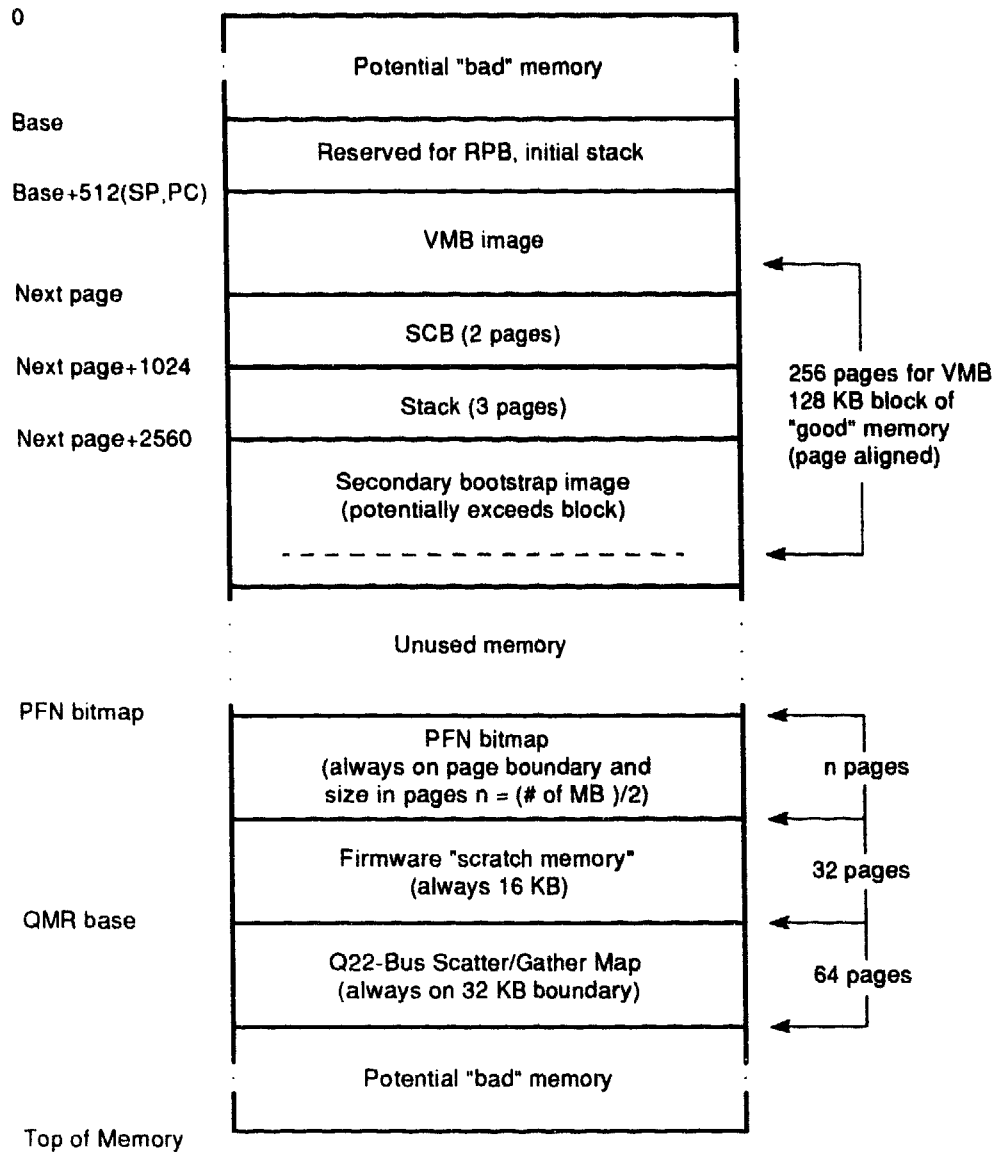 0
Potential "bad" memory
Base
Reserved for RPB, initial stack
Base+512(SP,PC)
VMB image
Next page
SCB (2 pages)
Next page+1024
Stack (3 pages)
Next page+2560
256 pages for VMB
128 KB block of
"good" memory
(page aligned)
Secondary bootstrap image
(potentially exceeds block)
Unused memory
PFN bitmap
PFN bitmap
(always on page boundary and
size in pages n = (# of MB )/2)
n pages
Firmware "scratch memory"
(always 16 KB)
32 pages
QMR base
Q22-Bus Scatter/Gather Map
(always on 32 KB boundary)
64 pages
Potential "bad" memory
Top of Memory